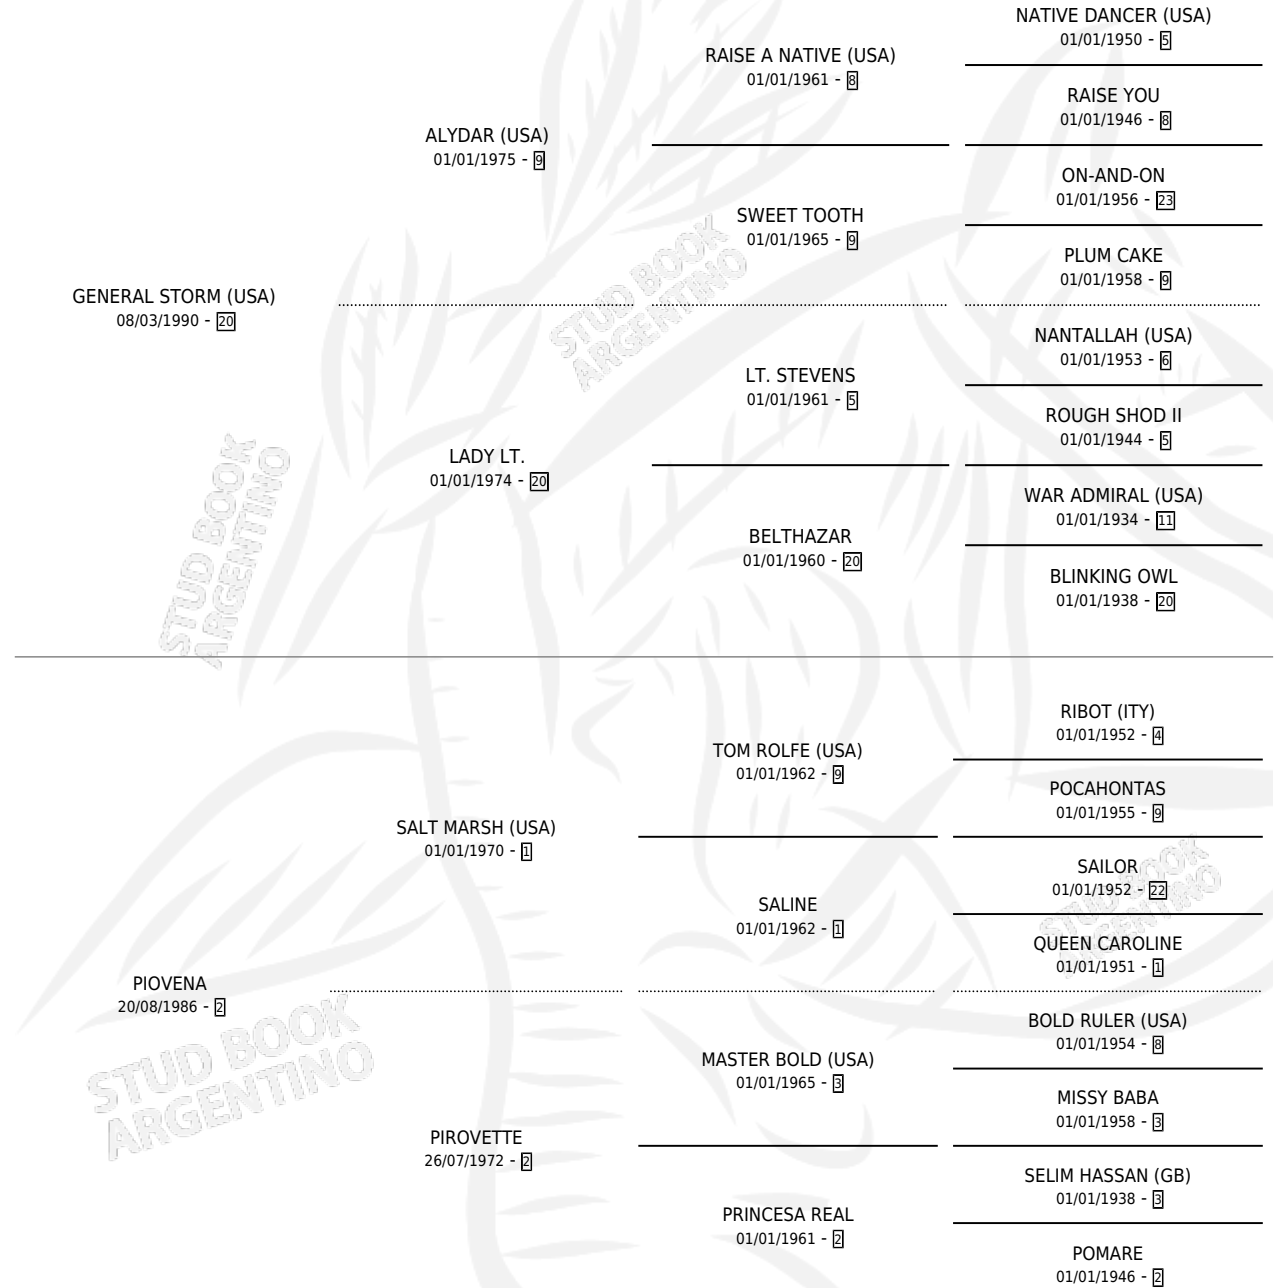 NATIVE DANCER (USA)
01/01/1950 - 5
RAISE A NATIVE (USA)
01/01/1961 - 8
RAISE YOU
01/01/1946 - 8
ALYDAR (USA)
01/01/1975 - 9
ON-AND-ON
01/01/1956 - 23
SWEET TOOTH
01/01/1965 - 9
PLUM CAKE
01/01/1958 - 9
GENERAL STORM (USA)
08/03/1990 - 20
STUD BOOK
ARGENTINO
NANTALLAH (USA)
01/01/1953 - 6
LT. STEVENS
01/01/1961 - 5
ROUGH SHOD II
01/01/1944 - 5
LADY LT.
01/01/1974 - 20
WAR ADMIRAL (USA)
01/01/1934 - 11
BELTHAZAR
01/01/1960 - 20
BLINKING OWL
01/01/1938 - 20
STUD BOOK
ARGENTINO
RIBOT (ITY)
01/01/1952 - 4
TOM ROLFE (USA)
01/01/1962 - 9
POCAHONTAS
01/01/1955 - 9
SALT MARSH (USA)
01/01/1970 - 1
SAILOR
01/01/1952 - 22
SALINE
01/01/1962 - 1
QUEEN CAROLINE
01/01/1951 - 1
STUD BOOK
ARGENTINO
PIOVENA
20/08/1986 - 2
BOLD RULER (USA)
01/01/1954 - 8
MASTER BOLD (USA)
01/01/1965 - 3
MISSY BABA
01/01/1958 - 3
STUD BOOK
ARGENTINO
PIROVETTE
26/07/1972 - 2
SELIM HASSAN (GB)
01/01/1938 - 3
PRINCESA REAL
01/01/1961 - 2
POMARE
01/01/1946 - 2